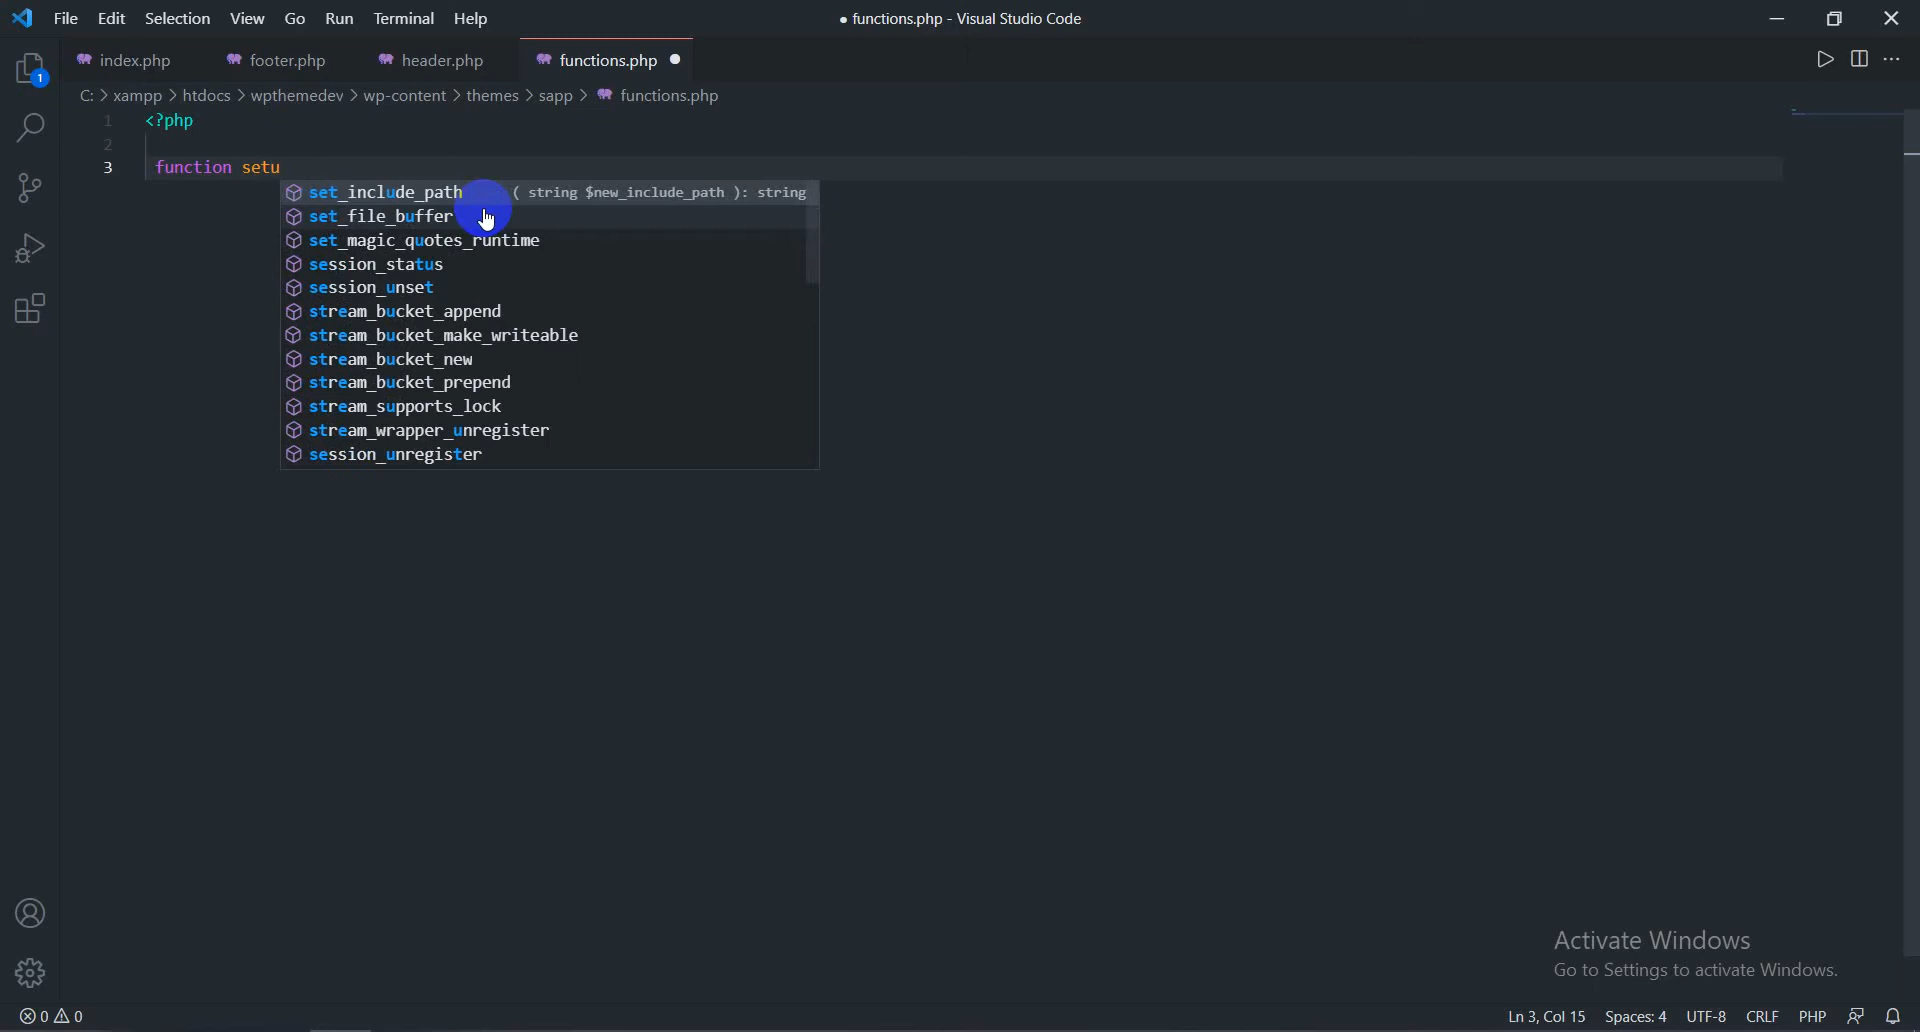 File Edit Selection View Go Run Terminal Help ● functions.php - Visual Studio Code
index.php footer.php header.php functions.php ●
1
C: > xampp > htdocs > wpthemedev > wp-content > themes > sapp > functions.php
1 <?php
2
3 function setu
set_include_path ( string $new_include_path ): string
set_file_buffer
set_magic_quotes_runtime
session_status
session_unset
stream_bucket_append
stream_bucket_make_writeable
stream_bucket_new
stream_bucket_prepend
stream_supports_lock
stream_wrapper_unregister
session_unregister
Activate Windows
Go to Settings to activate Windows.
0 0 Ln 3, Col 15 Spaces: 4 UTF-8 CRLF PHP